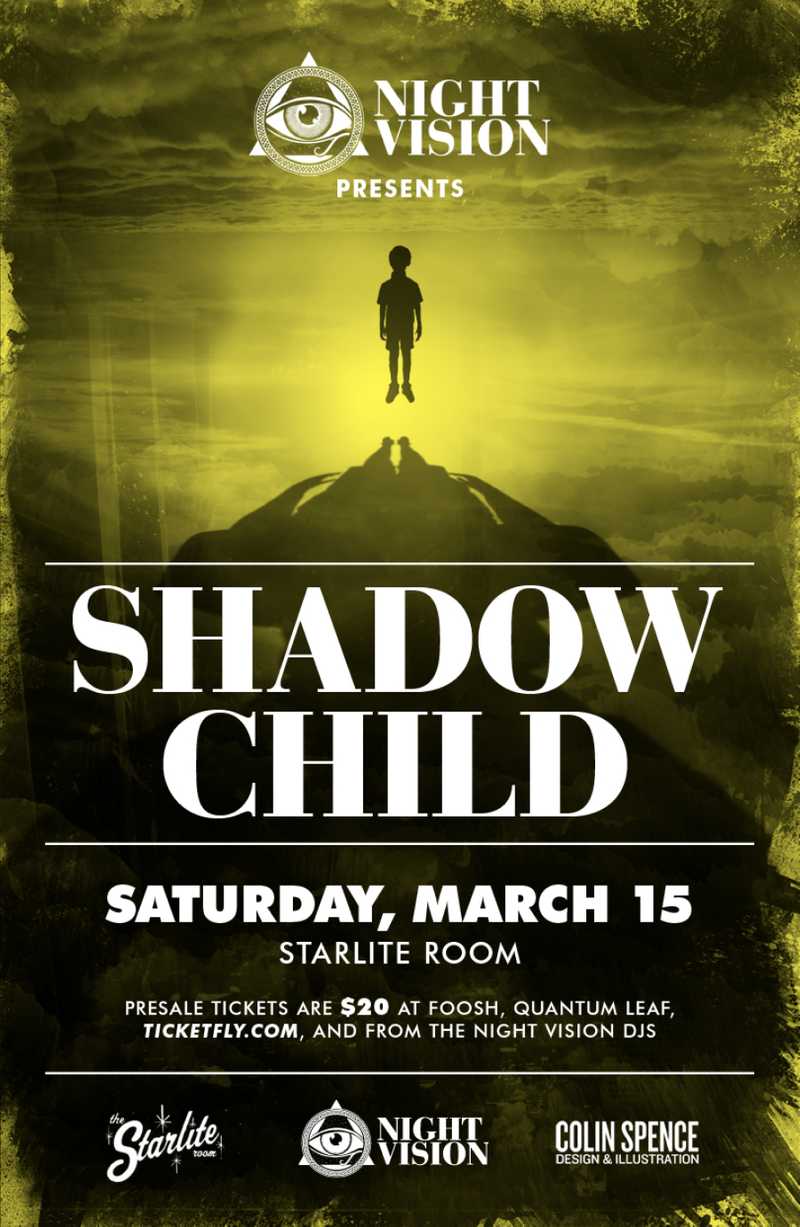 NIGHT
VISION
PRESENTS
SHADOW
CHILD
SATURDAY, MARCH 15
STARLITE ROOM
PRESALE TICKETS ARE $20 AT FOOSH, QUANTUM LEAF,
TICKETFLY.COM, AND FROM THE NIGHT VISION DJS
the
Starlite
room
NIGHT
VISION
COLIN SPENCE
DESIGN & ILLUSTRATION